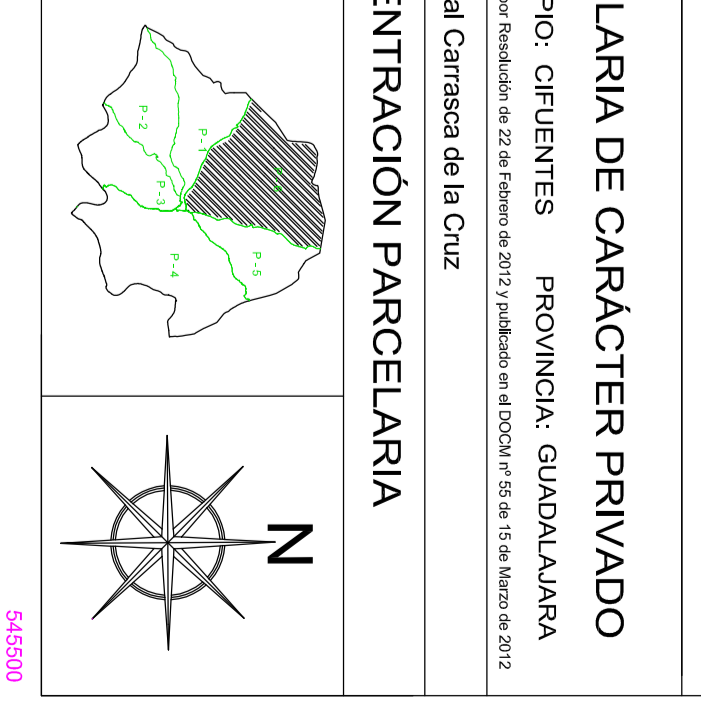 LARIA DE CARÁCTER PRIVADO
PIO: CIFUENTES PROVINCIA: GUADALAJARA
por Resolución de 22 de Febrero de 2012 y publicado en el DOCM nº 55 de 15 de Marzo de 2012
al Carrasca de la Cruz
ENTRACIÓN PARCELARIA
P - 5
P - 1
P - 4
P - 3
P - 2
N
545500